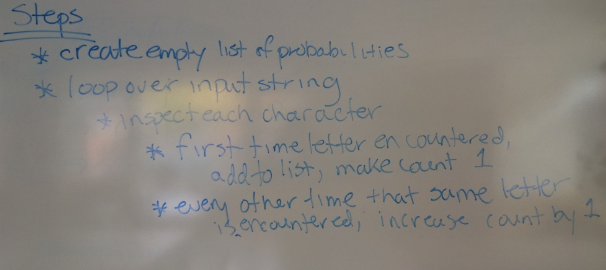 Steps
* create empty list of probabilities
* loop over input string
* inspect each character
* first time letter encountered,
add to list, make count 1
* every other time that same letter
is encountered, increase count by 1